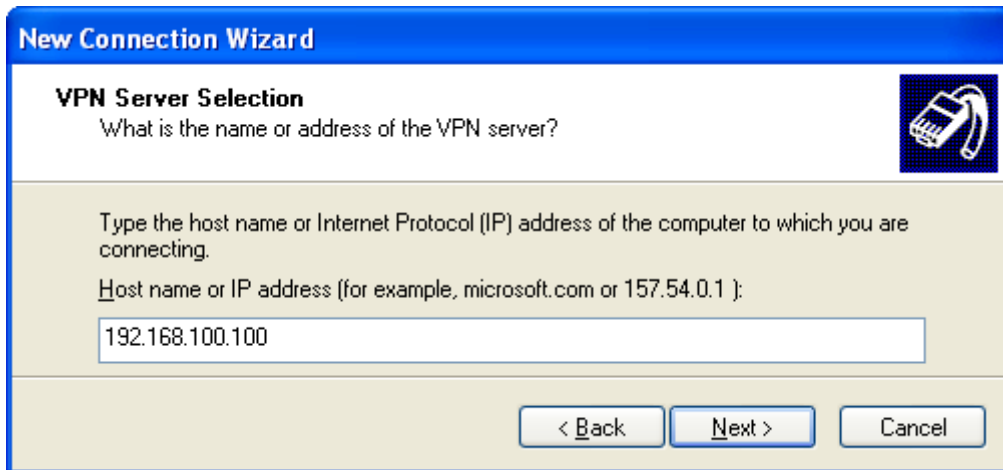 New Connection Wizard
VPN Server Selection
What is the name or address of the VPN server?
Type the host name or Internet Protocol (IP) address of the computer to which you are
connecting.
Host name or IP address (for example, microsoft.com or 157.54.0.1 ):
192.168.100.100
< Back Next > Cancel